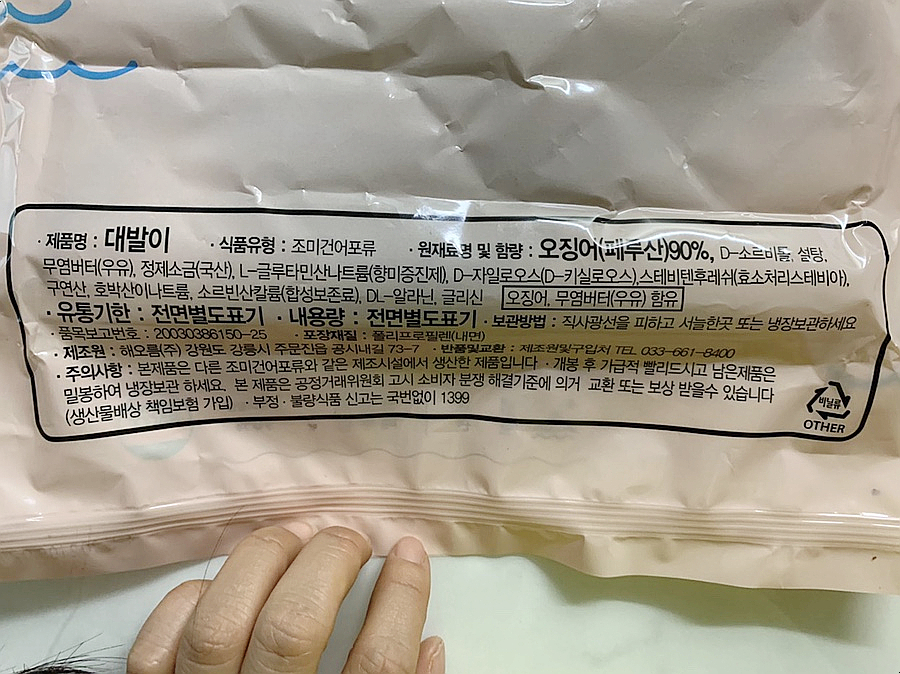 · 제품명 : 대발이 · 식품유형 : 조미건어포류 · 원재료명 및 함량 : 오징어(페루산)90%, D-소르비톨, 설탕,
무염버터(우유), 정제소금(국산), L-글루타민산나트륨(향미증진제), D-자일로오스(D-키실로오스),스테비텐후레쉬(효소처리스테비아),
구연산, 호박산이나트륨, 소르빈산칼륨(합성보존료), DL-알라닌, 글리신 오징어, 무염버터(우유) 함유
· 유통기한 : 전면별도표기 · 내용량 : 전면별도표기 · 보관방법 : 직사광선을 피하고 서늘한곳 또는 냉장보관하세요
· 품목보고번호 : 20030386150-25 · 포장재질 : 폴리프로필렌(내면)
· 제조원 : 해오름(주) 강원도 강릉시 주문진읍 공시내길 73-7 · 반품및교환 : 제조원및구입처 TEL 033-661-8400
· 주의사항 : 본제품은 다른 조미건어포류와 같은 제조시설에서 생산한 제품입니다 · 개봉 후 가급적 빨리드시고 남은제품은
밀봉하여 냉장보관 하세요. 본 제품은 공정거래위원회 고시 소비자 분쟁 해결기준에 의거 교환 또는 보상 받을수 있습니다
(생산물배상 책임보험 가입) · 부정 · 불량식품 신고는 국번없이 1399
비닐류
OTHER